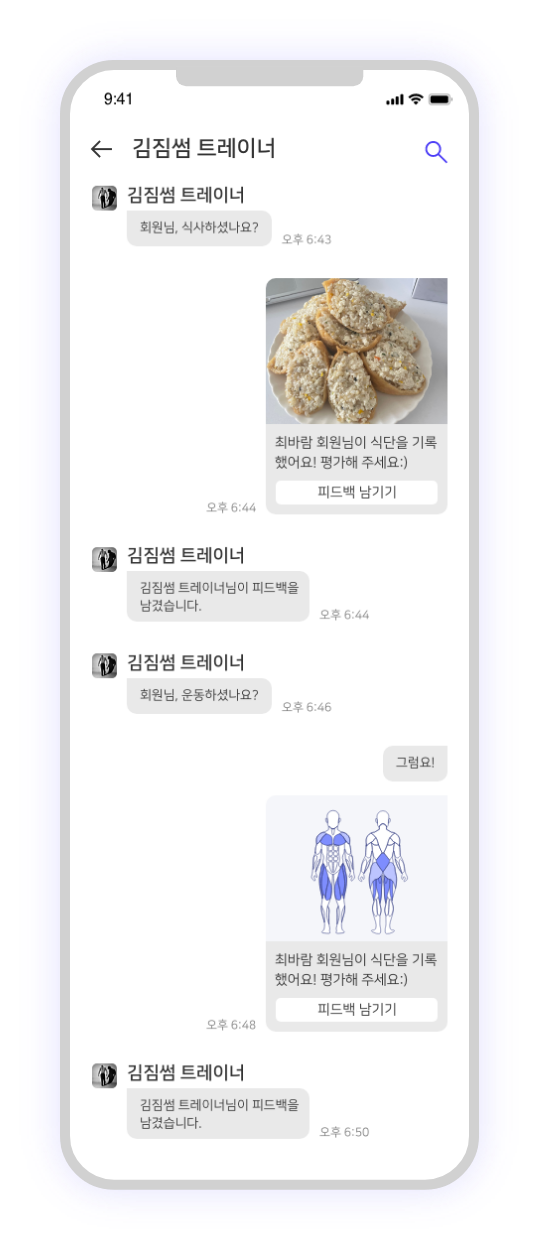 9:41
김짐썸 트레이너
김짐썸 트레이너
회원님, 식사하셨나요?
오후 6:43
최바람 회원님이 식단을 기록
했어요! 평가해 주세요:)
피드백 남기기
오후 6:44
김짐썸 트레이너
김짐썸 트레이너님이 피드백을
남겼습니다.
오후 6:44
김짐썸 트레이너
회원님, 운동하셨나요?
오후 6:46
그럼요!
최바람 회원님이 식단을 기록
했어요! 평가해 주세요:)
피드백 남기기
오후 6:48
김짐썸 트레이너
김짐썸 트레이너님이 피드백을
남겼습니다.
오후 6:50